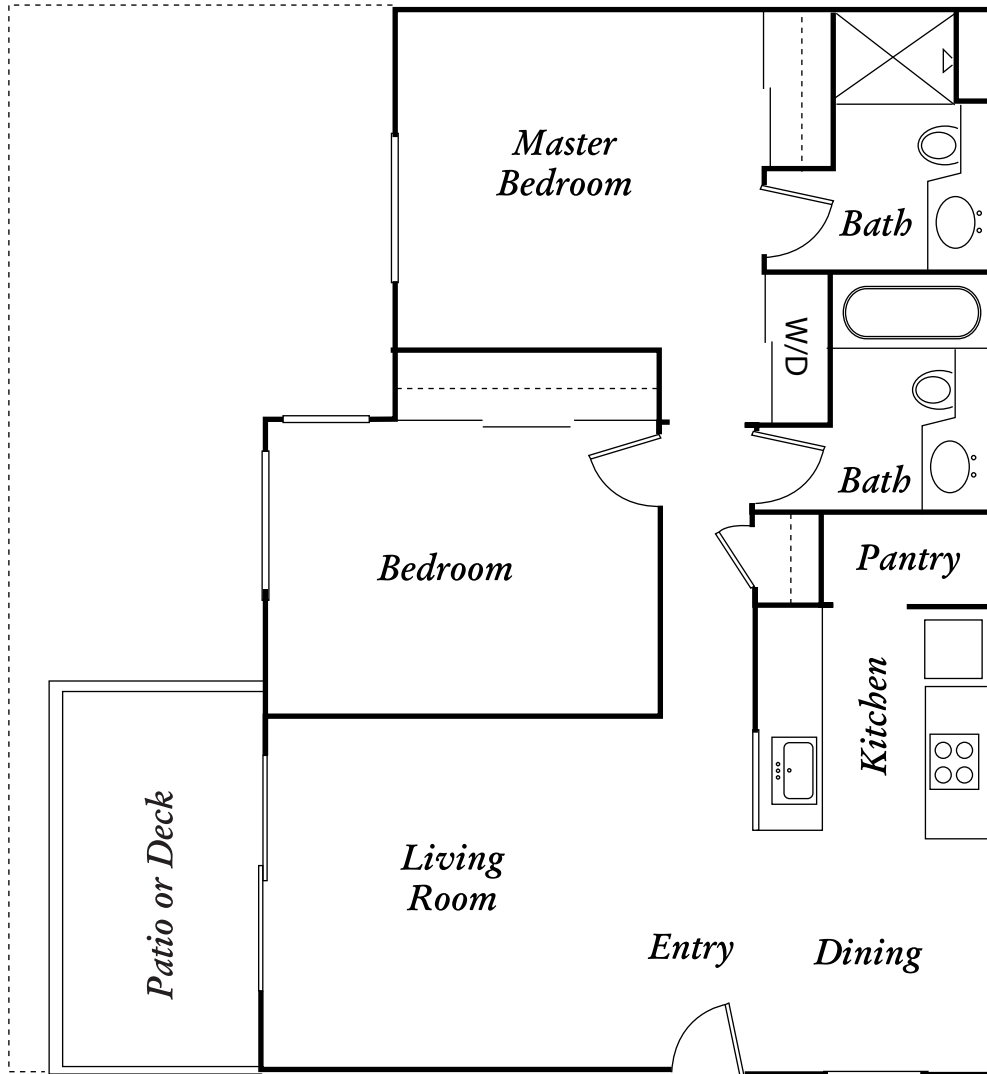 Master
Bedroom
Bath
W/D
Bath
Bedroom
Pantry
Kitchen
Patio or Deck
Living
Room
Entry
Dining